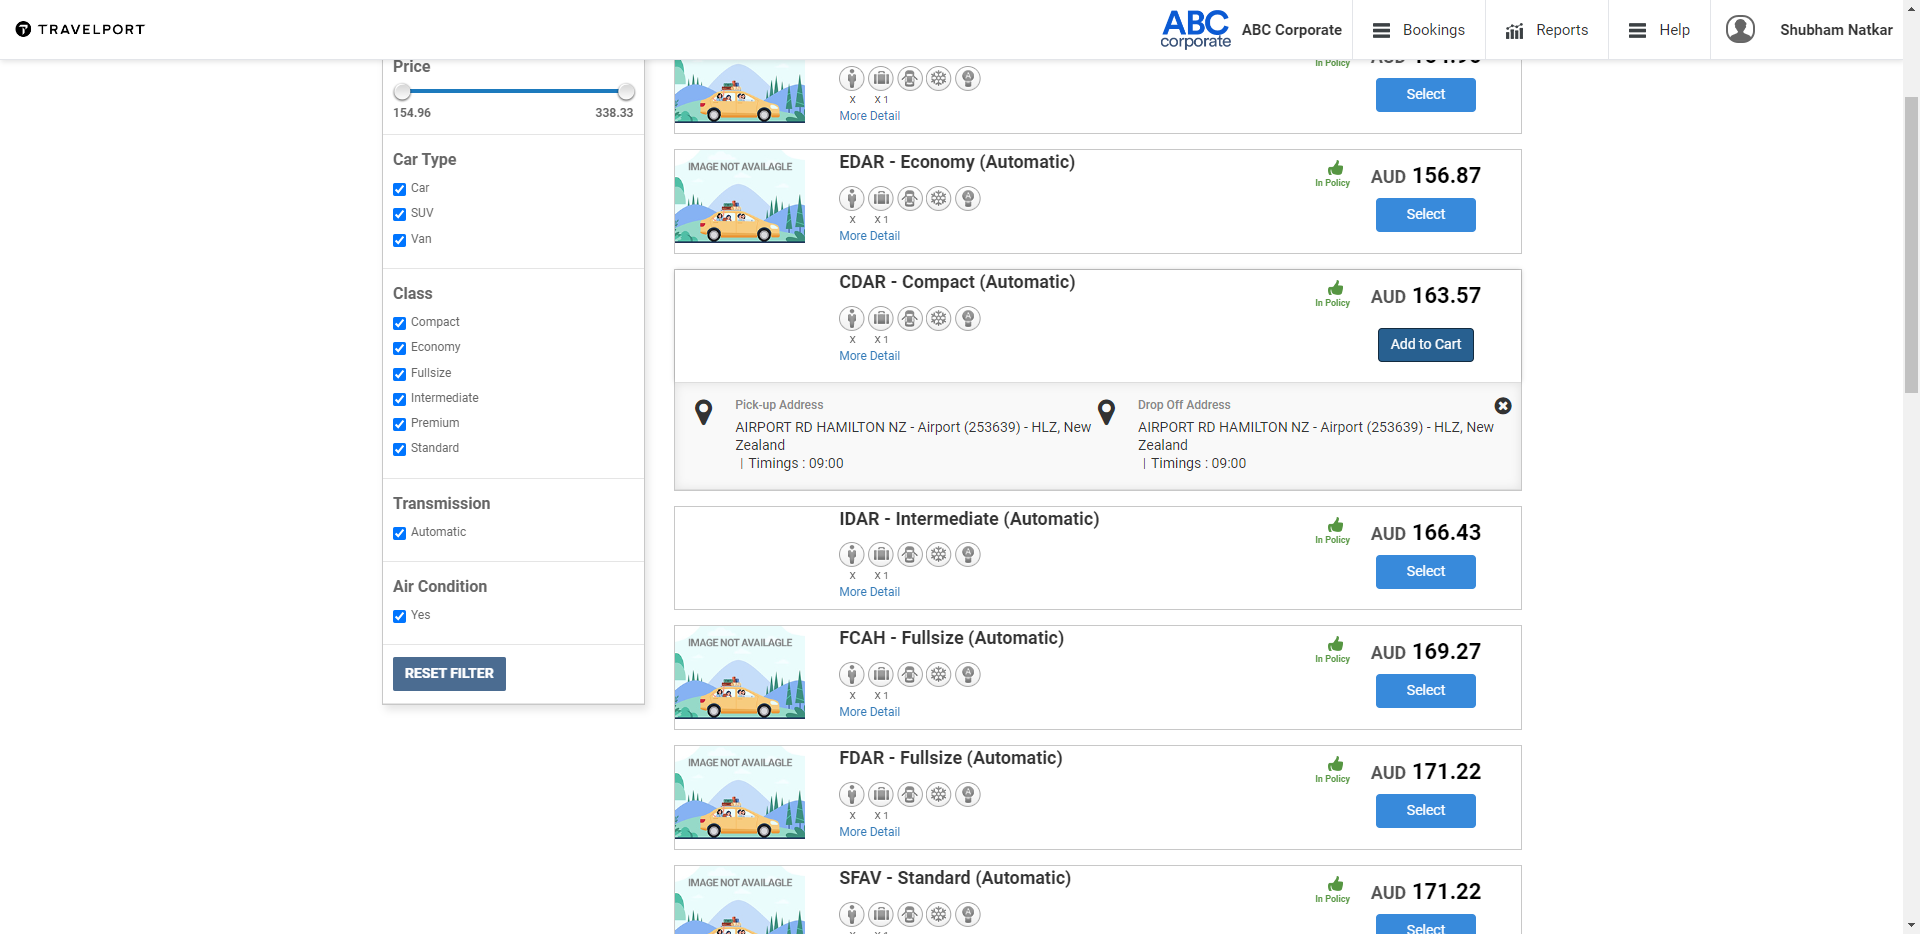 TRAVELPORT
ABC
corporate
ABC Corporate
Bookings
Reports
Help
Shubham Natkar
Price
154.96
338.33
Car Type
Car
SUV
Van
Class
Compact
Economy
Fullsize
Intermediate
Premium
Standard
Transmission
Automatic
Air Condition
Yes
RESET FILTER
X
X 1
More Detail
In Policy
AUD 154.96
Select
IMAGE NOT AVAILAGLE
EDAR - Economy (Automatic)
X
X 1
More Detail
In Policy
AUD 156.87
Select
CDAR - Compact (Automatic)
X
X 1
More Detail
In Policy
AUD 163.57
Add to Cart
Pick-up Address
AIRPORT RD HAMILTON NZ - Airport (253639) - HLZ, New
Zealand
| Timings : 09:00
Drop Off Address
AIRPORT RD HAMILTON NZ - Airport (253639) - HLZ, New
Zealand
| Timings : 09:00
IDAR - Intermediate (Automatic)
X
X 1
More Detail
In Policy
AUD 166.43
Select
IMAGE NOT AVAILAGLE
FCAH - Fullsize (Automatic)
X
X 1
More Detail
In Policy
AUD 169.27
Select
IMAGE NOT AVAILAGLE
FDAR - Fullsize (Automatic)
X
X 1
More Detail
In Policy
AUD 171.22
Select
IMAGE NOT AVAILAGLE
SFAV - Standard (Automatic)
In Policy
AUD 171.22
Select